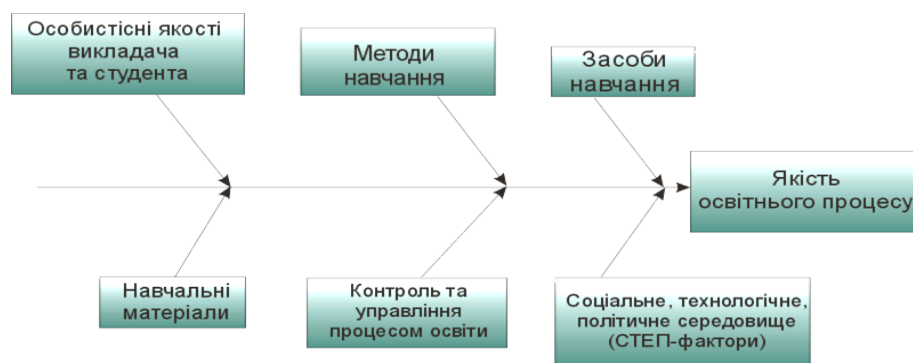 Особистісні якості
викладача
та студента
Методи
навчання
Засоби
навчання
Якість
освітнього процесу
Навчальні
матеріали
Контроль та
управління
процесом освіти
Соціальне, технологічне,
політичне середовище
(СТЕП-фактори)